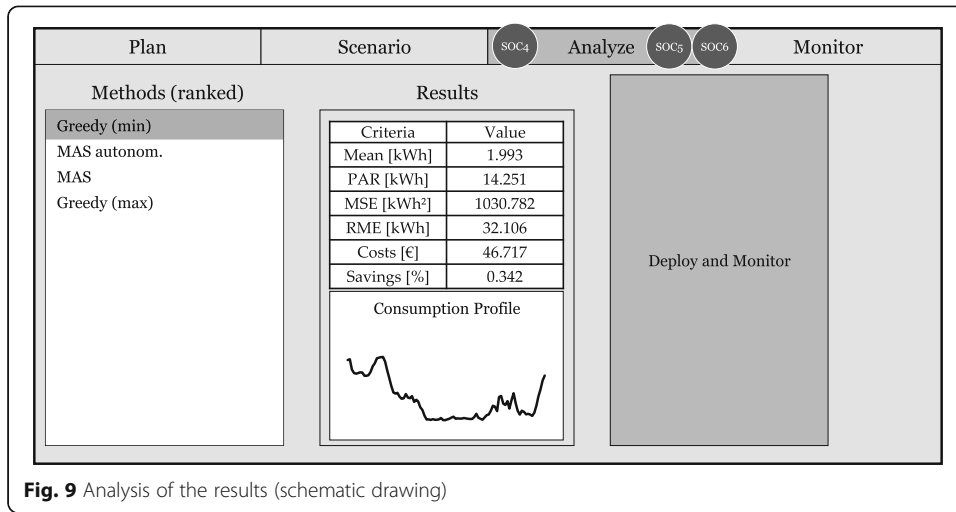 Plan
Scenario
SOC4
Analyze
SOC5
SOC6
Monitor
Methods (ranked)
Greedy (min)
MAS autonom.
MAS
Greedy (max)
Results
Criteria Value
Mean [kWh] 1.993
PAR [kWh] 14.251
MSE [kWh²] 1030.782
RME [kWh] 32.106
Costs [€] 46.717
Savings [%] 0.342
Consumption Profile
Deploy and Monitor
Fig. 9 Analysis of the results (schematic drawing)